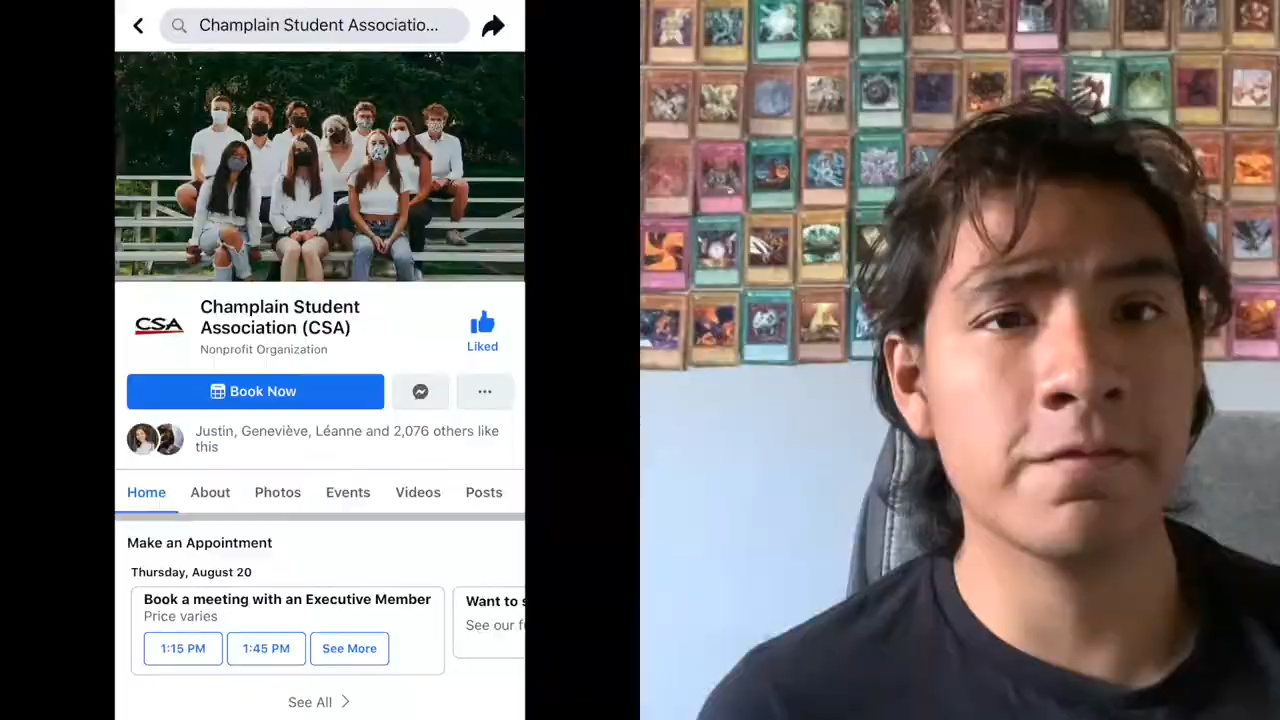 Champlain Student Associatio...
Champlain Student
Association (CSA)
CSA
Nonprofit Organization
Liked
Book Now
Justin, Geneviève, Léanne and 2,076 others like
this
Home About Photos Events Videos Posts
Make an Appointment
Thursday, August 20
Book a meeting with an Executive Member
Price varies
1:15 PM 1:45 PM See More
Want to s
See our f
See All